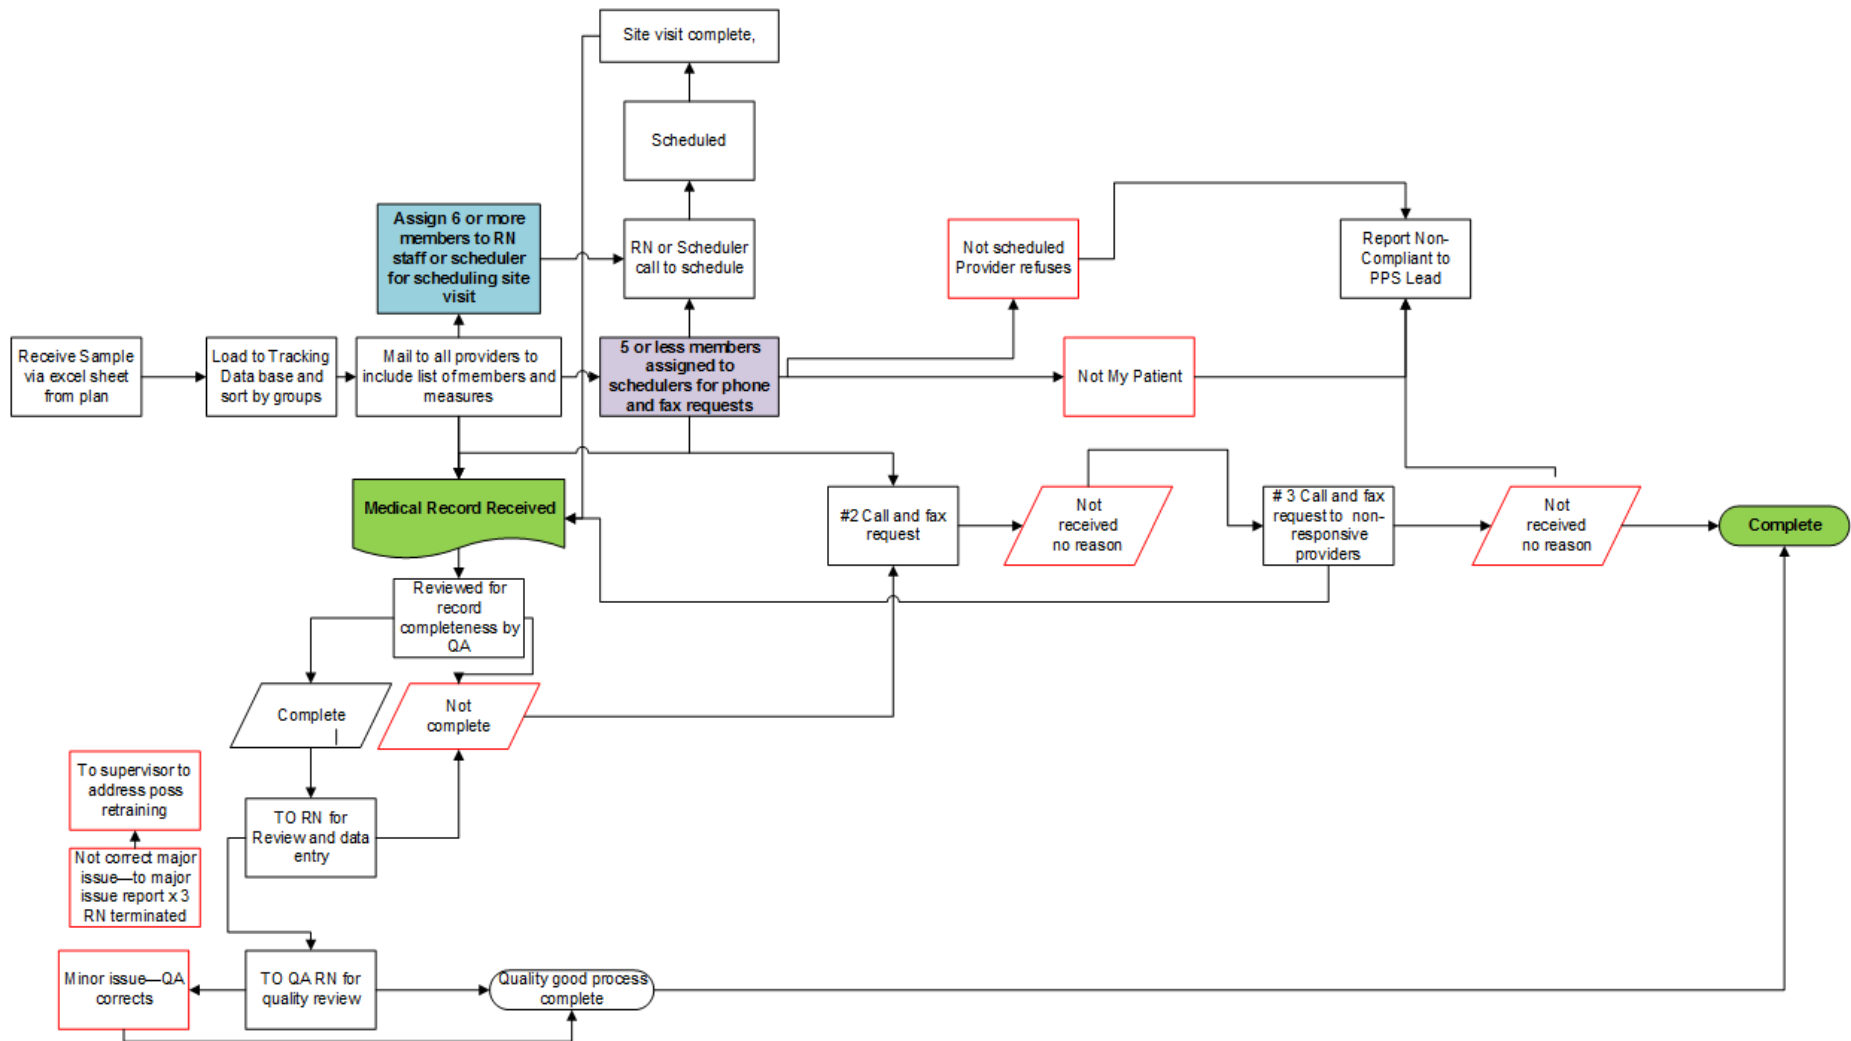 Site visit complete,
Scheduled
Assign 6 or more
members to RN
staff or scheduler
for scheduling site
visit
RN or Scheduler
call to schedule
Not scheduled
Provider refuses
Report Non-
Compliant to
PPS Lead
Receive Sample
via excel sheet
from plan
Load to Tracking
Data base and
sort by groups
Mail to all providers to
include list of members and
measures
5 or less members
assigned to
schedulers for phone
and fax requests
Not My Patient
Medical Record Received
#2 Call and fax
request
Not
received
no reason
# 3 Call and fax
request to non-
responsive
providers
Not
received
no reason
Complete
Reviewed for
record
completeness by
QA
Complete
Not
complete
To supervisor to
address poss
retraining
TO RN for
Review and data
entry
Not correct major
issue—to major
issue report x 3
RN terminated
Minor issue—QA
corrects
TO QA RN for
quality review
Quality good process
complete